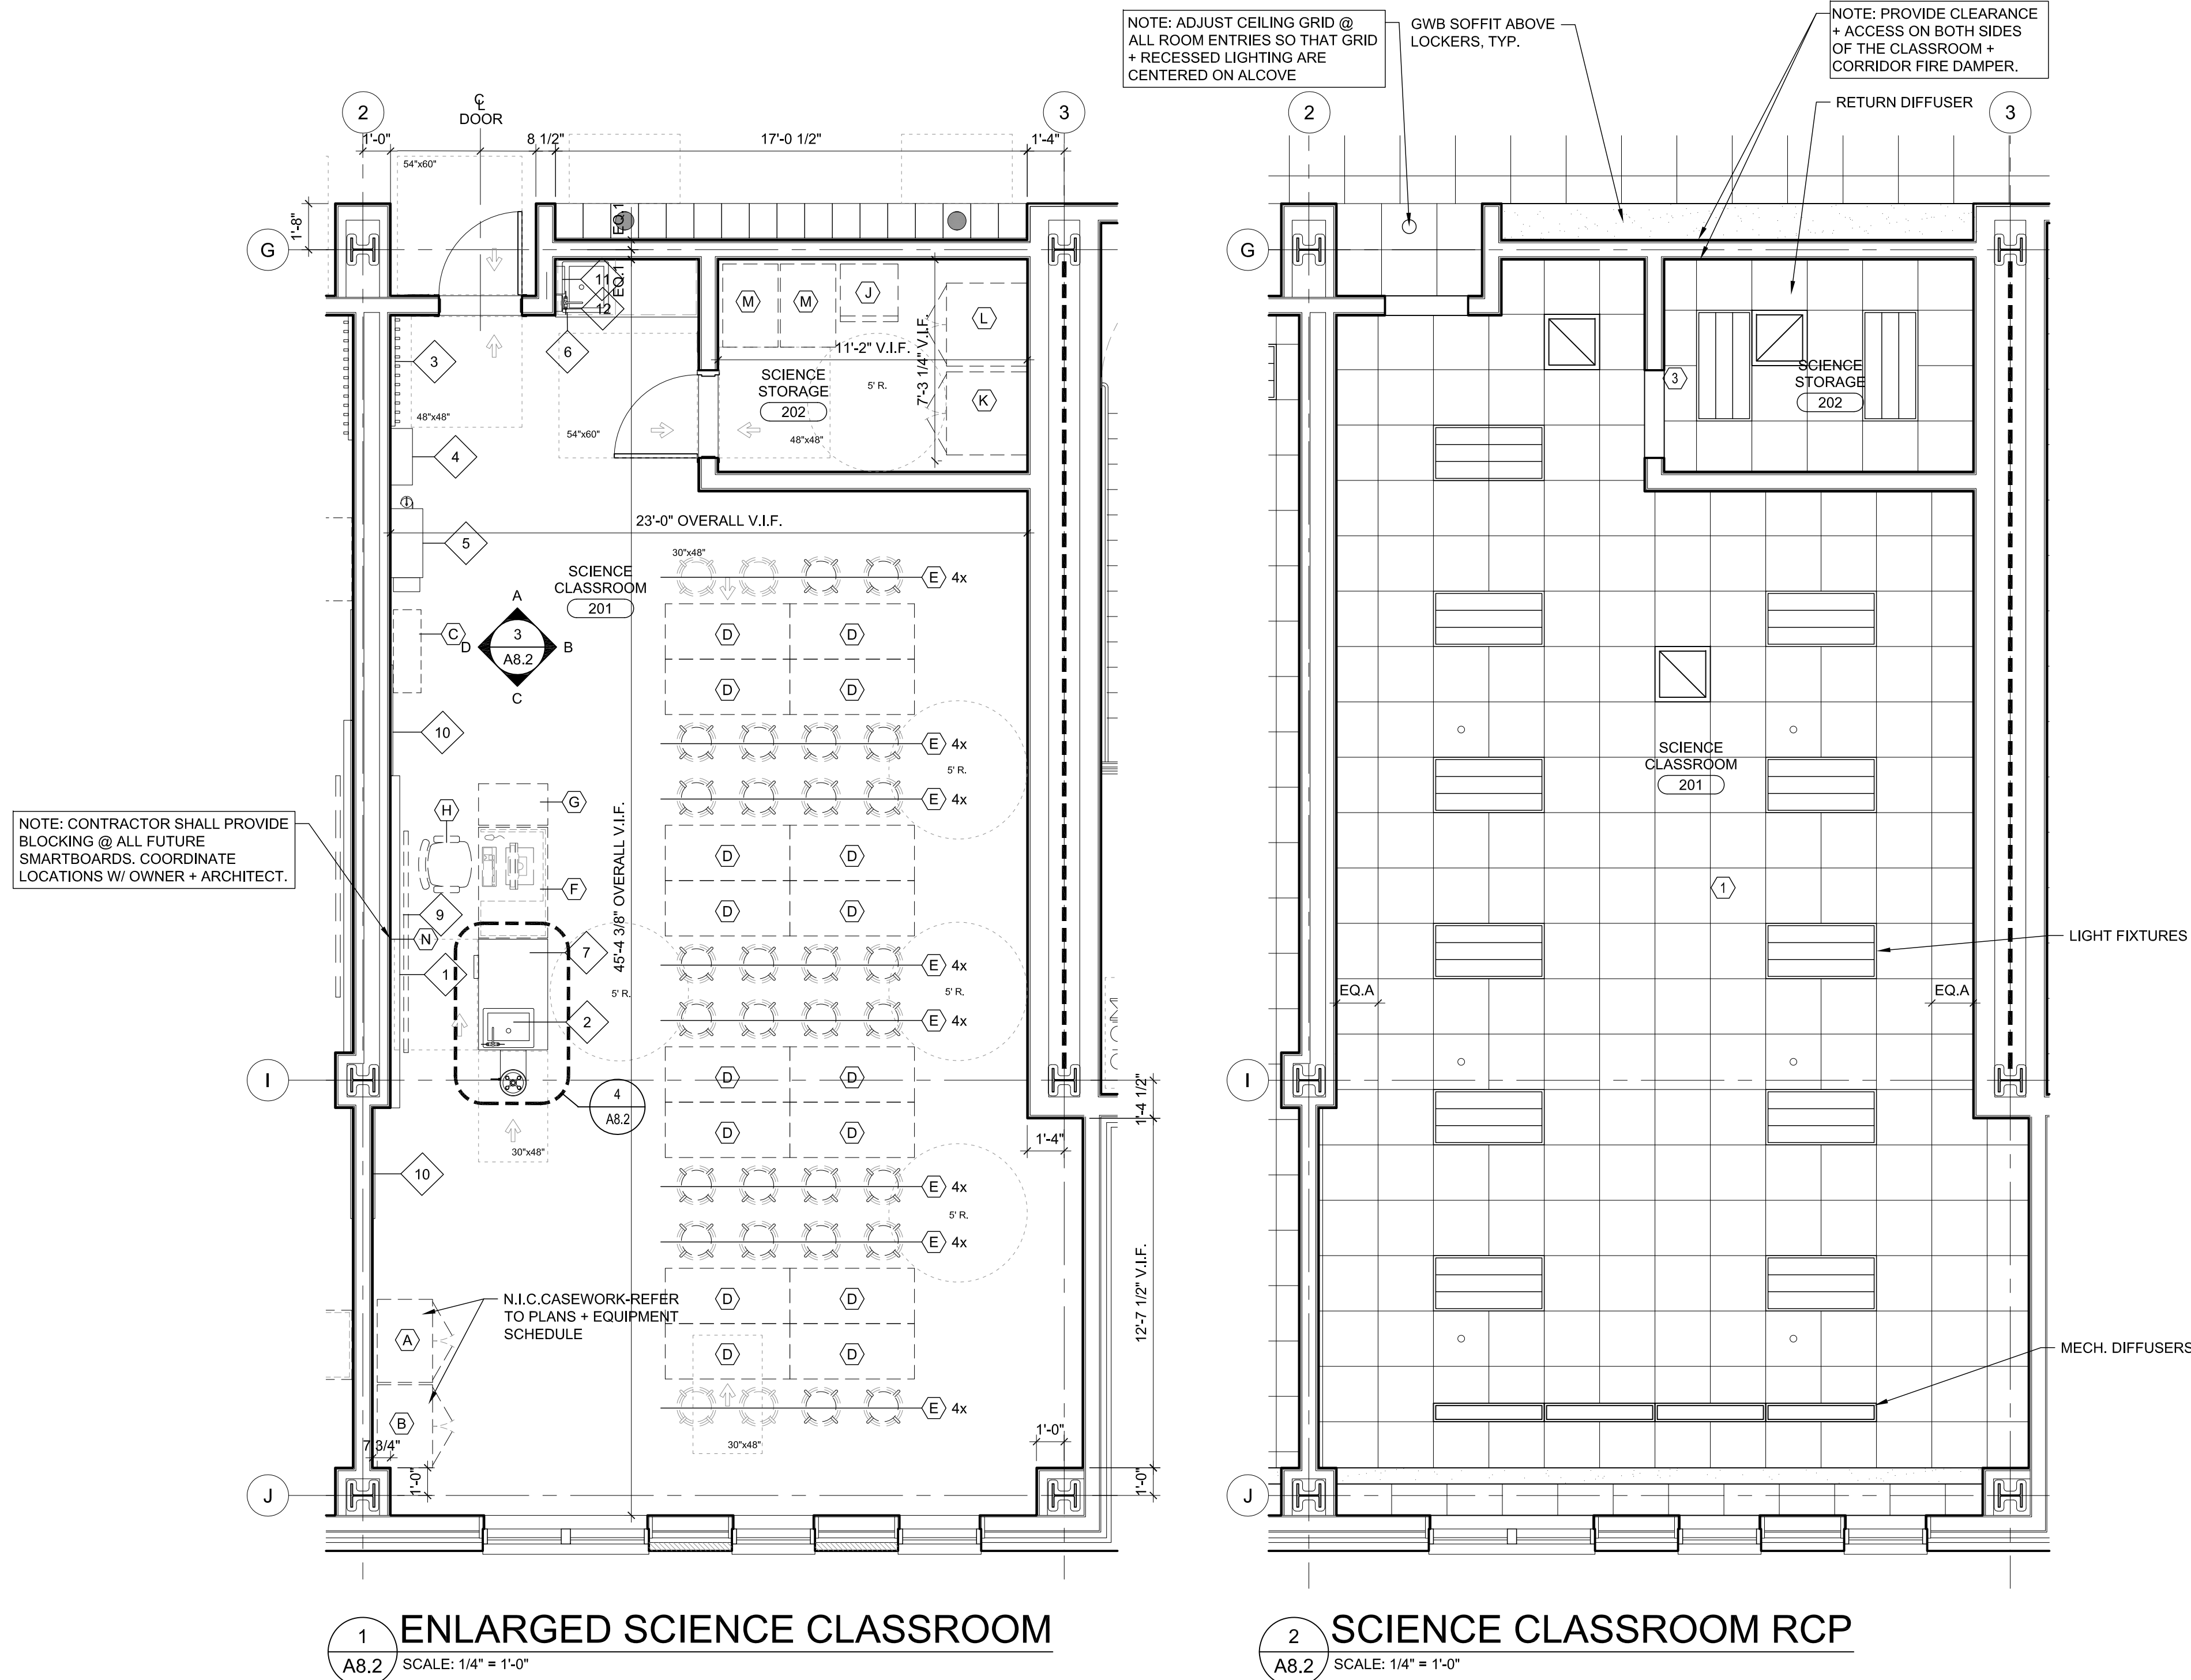 NOTE: ADJUST CEILING GRID @
ALL ROOM ENTRIES SO THAT GRID
+ RECESSED LIGHTING ARE
CENTERED ON ALCOVE
GWB SOFFIT ABOVE
LOCKERS, TYP.
NOTE: PROVIDE CLEARANCE
+ ACCESS ON BOTH SIDES
OF THE CLASSROOM +
CORRIDOR FIRE DAMPER.
RETURN DIFFUSER
2
CL
DOOR
3
1'-0"
8 1/2"
17'-0 1/2"
1'-4"
54"x60"
1'-8"
G
EQ.1
EQ.1
11
12
6
3
48"x48"
4
54"x60"
M
M
J
L
K
11'-2" V.I.F.
7'-3 1/4" V.I.F.
5' R.
SCIENCE
STORAGE
202
48"x48"
23'-0" OVERALL V.I.F.
5
30"x48"
SCIENCE
CLASSROOM
201
E 4x
A
3
A8.2
B
C
D
C
D D
D D
10
E 4x
5' R.
E 4x
H
G
F
45'-4 3/8" OVERALL V.I.F.
NOTE: CONTRACTOR SHALL PROVIDE
BLOCKING @ ALL FUTURE
SMARTBOARDS. COORDINATE
LOCATIONS W/ OWNER + ARCHITECT.
D D
D D
9
N
7
1
2
5' R.
E 4x
5' R.
E 4x
I
4
A8.2
30"x48"
D D
D D
1'-4 1/2"
1'-4"
10
E 4x
5' R.
E 4x
12'-7 1/2" V.I.F.
N.I.C.CASEWORK-REFER
TO PLANS + EQUIPMENT
SCHEDULE
A
B
D D
D D
E 4x
30"x48"
7 3/4"
1'-0"
1'-0"
1'-0"
J
1
A8.2
ENLARGED SCIENCE CLASSROOM
SCALE: 1/4" = 1'-0"
2
3
G
3
SCIENCE
STORAGE
202
SCIENCE
CLASSROOM
201
1
LIGHT FIXTURES
EQ.A
EQ.A
I
MECH. DIFFUSERS
J
2
A8.2
SCIENCE CLASSROOM RCP
SCALE: 1/4" = 1'-0"